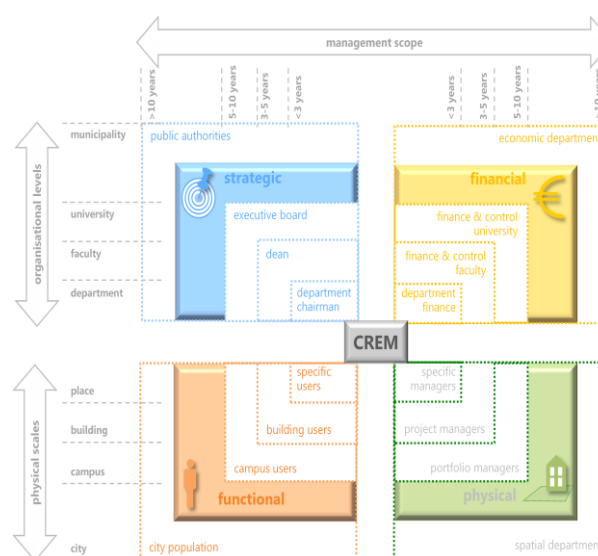 management scope
>10 years
5-10 years
3-5 years
<3 years
<3 years
3-5 years
5-10 years
organisational levels
municipality
university
faculty
department
public authorities
strategic
executive board
dean
department
chairman
economic department
financial
finance & control
university
finance & control
faculty
department
finance
CREM
physical scales
place
building
campus
city
specific
users
building users
campus users
functional
city population
specific
managers
project managers
portfolio managers
physical
spatial department